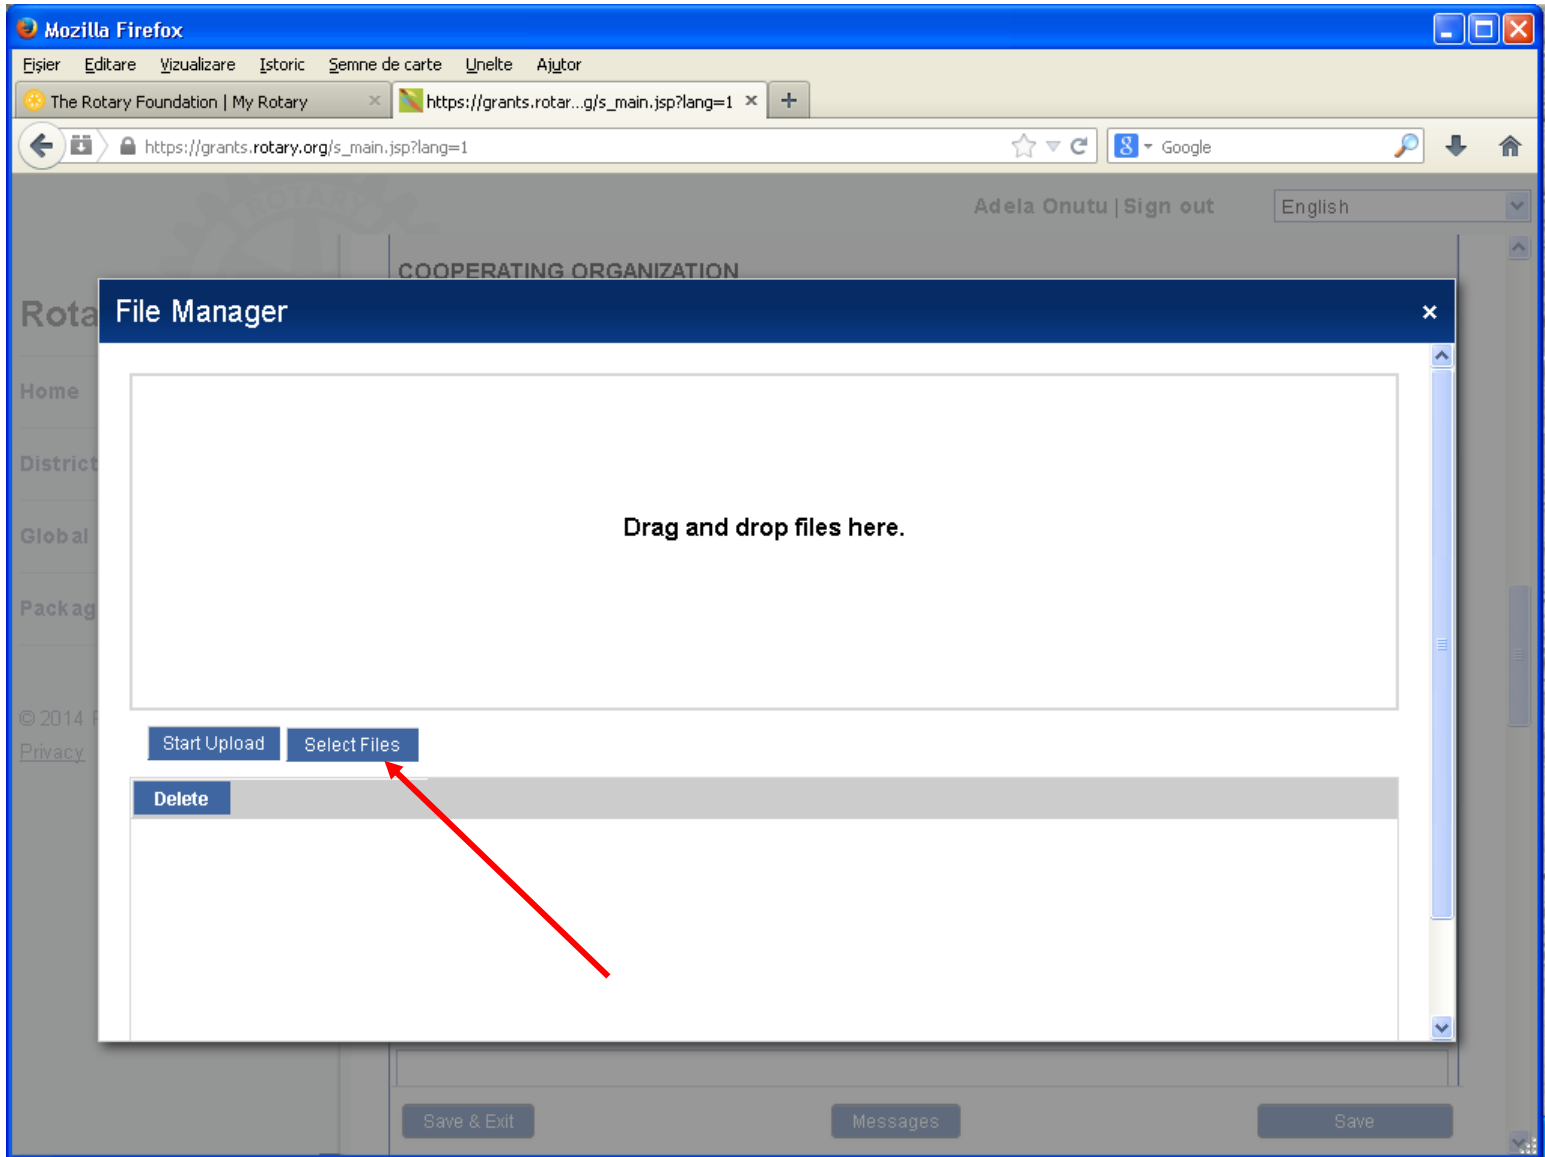 Mozilla Firefox
Fișier Editare Vizualizare Istoric Semne de carte Unelte Ajutor
The Rotary Foundation | My Rotary × https://grants.rotar...g/s_main.jsp?lang=1 × +
https://grants.rotary.org/s_main.jsp?lang=1 8 Google
ROTARY
Adela Onutu | Sign out English
COOPERATING ORGANIZATION
Rota
File Manager ×
Home
District
Global
Packag
Drag and drop files here.
© 2014
Privacy
Start Upload Select Files
Delete
Save & Exit Messages Save